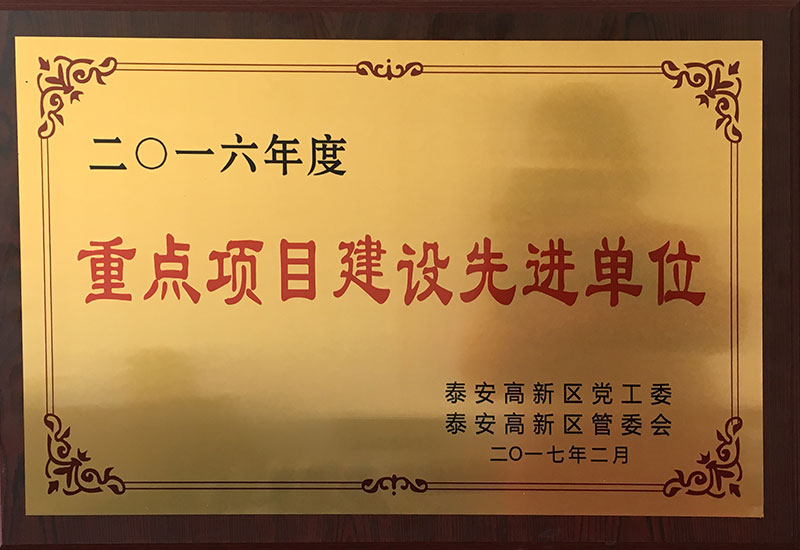 二〇一六年度
重点项目建设先进单位
泰安高新区党工委
泰安高新区管委会
二〇一七年二月